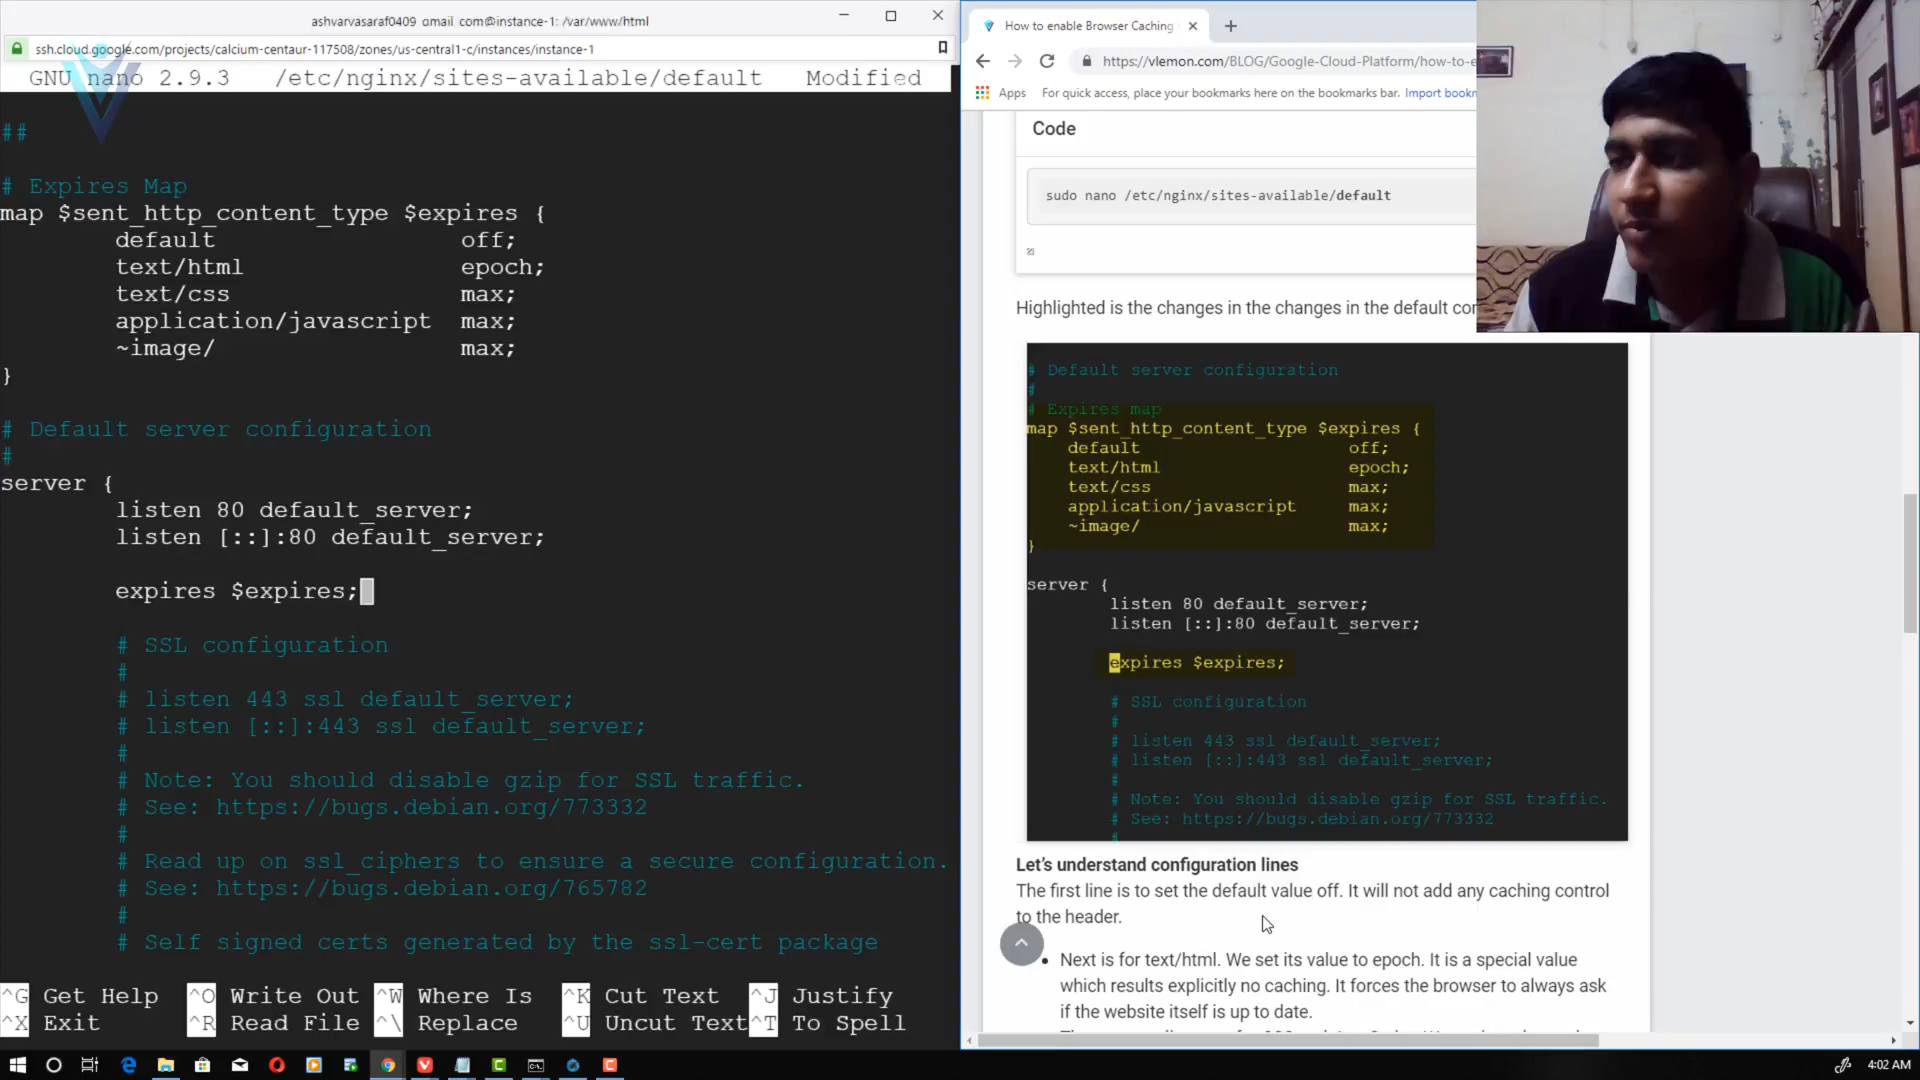 ashvarvasaraf0409_gmail_com@instance-1: /var/www/html
ssh.cloud.google.com/projects/calcium-centaur-117508/zones/us-central1-c/instances/instance-1
GNU nano 2.9.3 /etc/nginx/sites-available/default Modified
##
# Expires Map
map $sent_http_content_type $expires {
default off;
text/html epoch;
text/css max;
application/javascript max;
~image/ max;
}
# Default server configuration
#
server {
listen 80 default_server;
listen [::]:80 default_server;
expires $expires;
# SSL configuration
#
# listen 443 ssl default_server;
# listen [::]:443 ssl default_server;
#
# Note: You should disable gzip for SSL traffic.
# See: https://bugs.debian.org/773332
#
# Read up on ssl_ciphers to ensure a secure configuration.
# See: https://bugs.debian.org/765782
#
# Self signed certs generated by the ssl-cert package
^G Get Help ^O Write Out ^W Where Is ^K Cut Text ^J Justify
^X Exit ^R Read File ^\ Replace ^U Uncut Text ^T To Spell
How to enable Browser Caching
https://vlemon.com/BLOG/Google-Cloud-Platform/how-to-e
Apps For quick access, place your bookmarks here on the bookmarks bar. Import bookm
Code
sudo nano /etc/nginx/sites-available/default
Highlighted is the changes in the changes in the default con
# Default server configuration
#
# Expires map
map $sent_http_content_type $expires {
default off;
text/html epoch;
text/css max;
application/javascript max;
~image/ max;
}
server {
listen 80 default_server;
listen [::]:80 default_server;
expires $expires;
# SSL configuration
#
# listen 443 ssl default_server;
# listen [::]:443 ssl default_server;
#
# Note: You should disable gzip for SSL traffic.
# See: https://bugs.debian.org/773332
#
Let's understand configuration lines
The first line is to set the default value off. It will not add any caching control
to the header.
• Next is for text/html. We set its value to epoch. It is a special value
which results explicitly no caching. It forces the browser to always ask
if the website itself is up to date.
4:02 AM